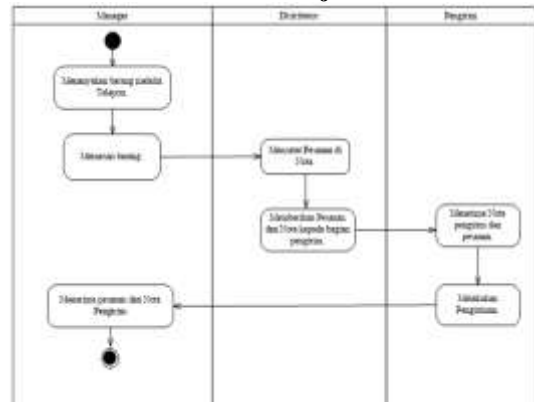 Manager
Distributor
Pengirim
Menanyakan barang melalui
Telepon.
Memesan barang
Mencatat Pesanan di
Nota
Memberikan Pesanan
dan Nota kepada bagian
pengirim.
Menerima Nota
pengirim dan
pesanan.
Melakukan
Pengiriman
Menerima pesanan dan Nota
Pengirim